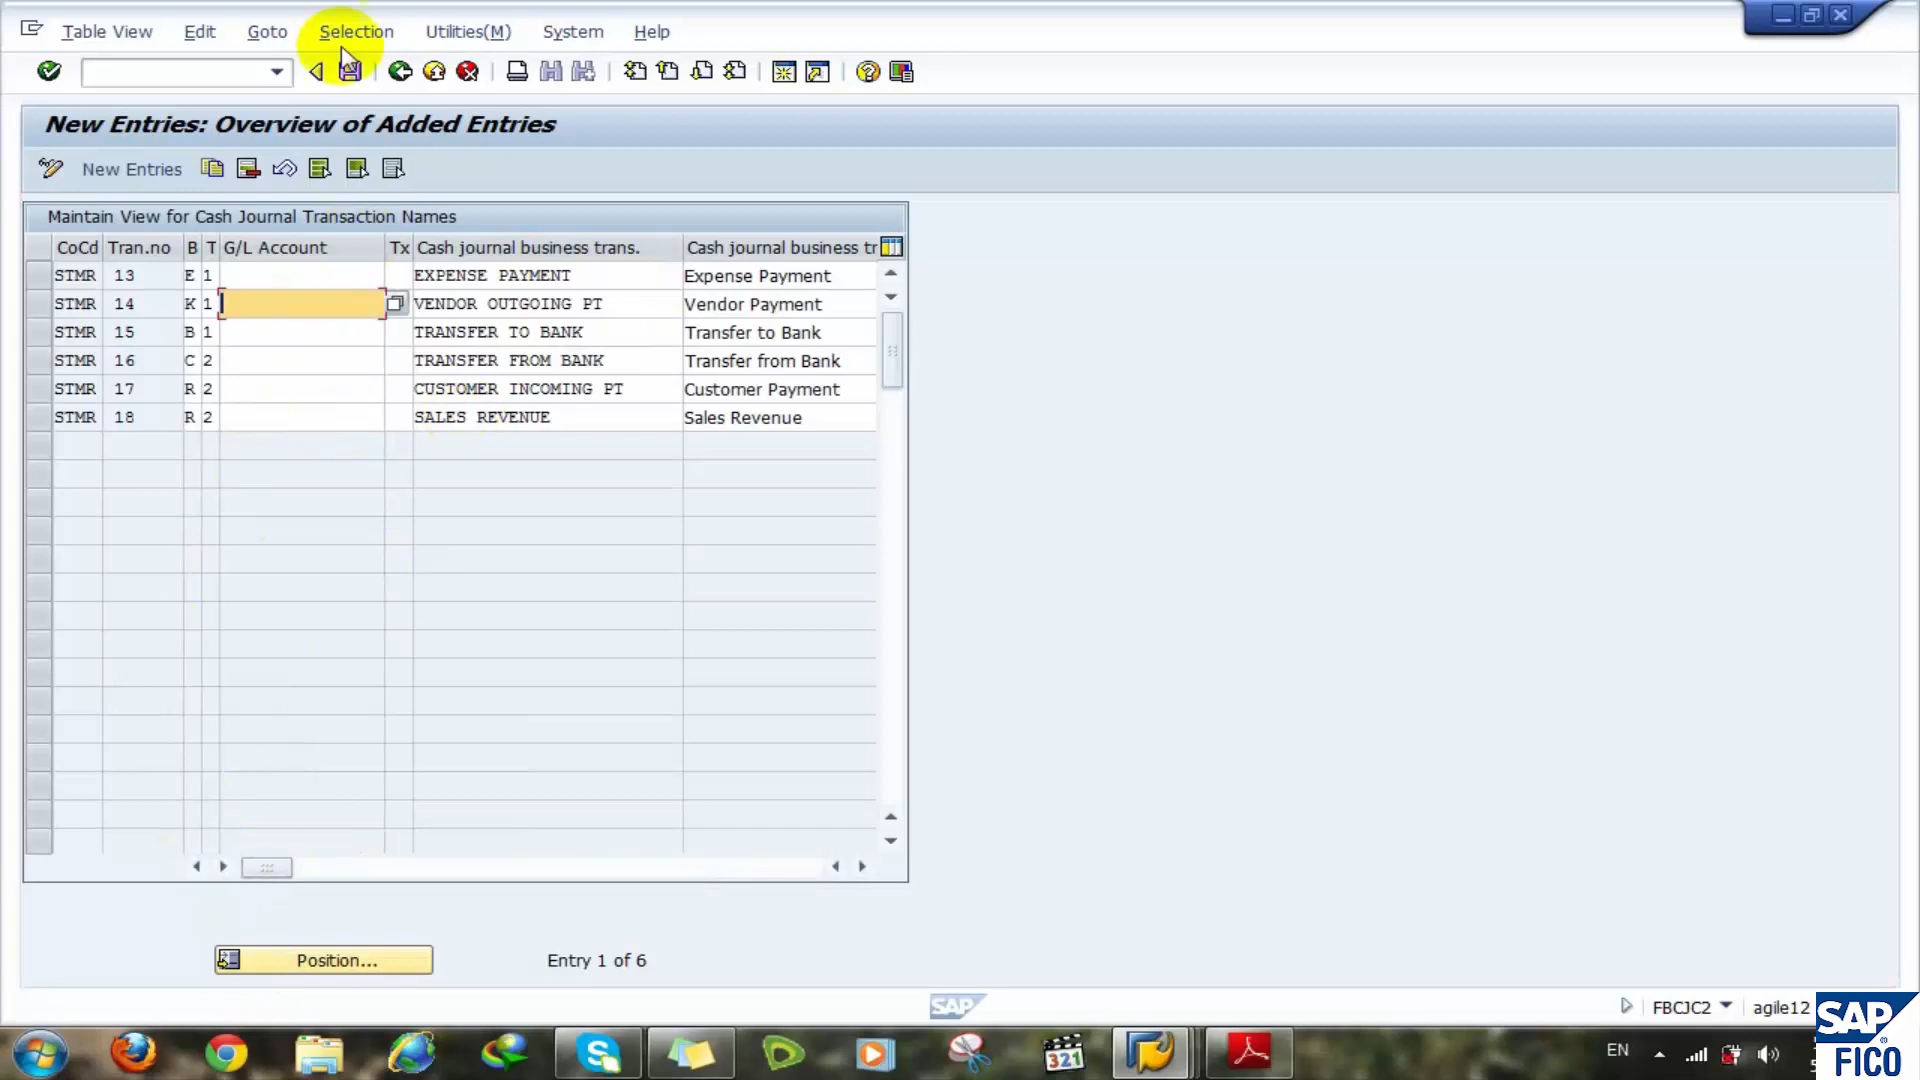 Table View Edit Goto Selection Utilities(M) System Help
New Entries: Overview of Added Entries
New Entries
Maintain View for Cash Journal Transaction Names
CoCd Tran.no B T G/L Account Tx Cash journal business trans. Cash journal business tr
STMR 13 E 1 EXPENSE PAYMENT Expense Payment
STMR 14 K 1 VENDOR OUTGOING PT Vendor Payment
STMR 15 B 1 TRANSFER TO BANK Transfer to Bank
STMR 16 C 2 TRANSFER FROM BANK Transfer from Bank
STMR 17 R 2 CUSTOMER INCOMING PT Customer Payment
STMR 18 R 2 SALES REVENUE Sales Revenue
Position... Entry 1 of 6
SAP FBCJC2 agile12
SAP
FICO
321 EN